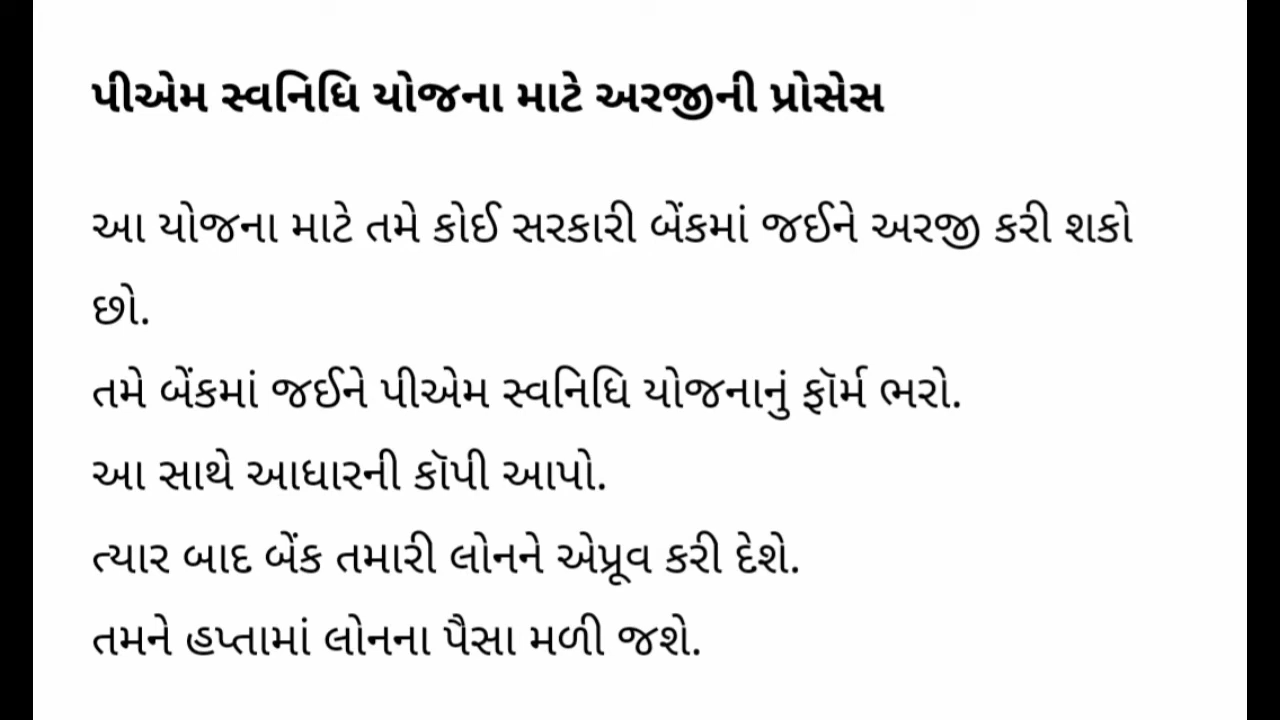 પીએમ સ્વનિધિ યોજના માટે અરજીની પ્રોસેસ
આ યોજના માટે તમે કોઈ સરકારી બેંકમાં જઈને અરજી કરી શકો
છો.
તમે બેંકમાં જઈને પીએમ સ્વનિધિ યોજનાનું ફૉર્મ ભરો.
આ સાથે આધારની કૉપી આપો.
ત્યાર બાદ બેંક તમારી લોનને એપ્રૂવ કરી દેશે.
તમને હપ્તામાં લોનના પૈસા મળી જશે.